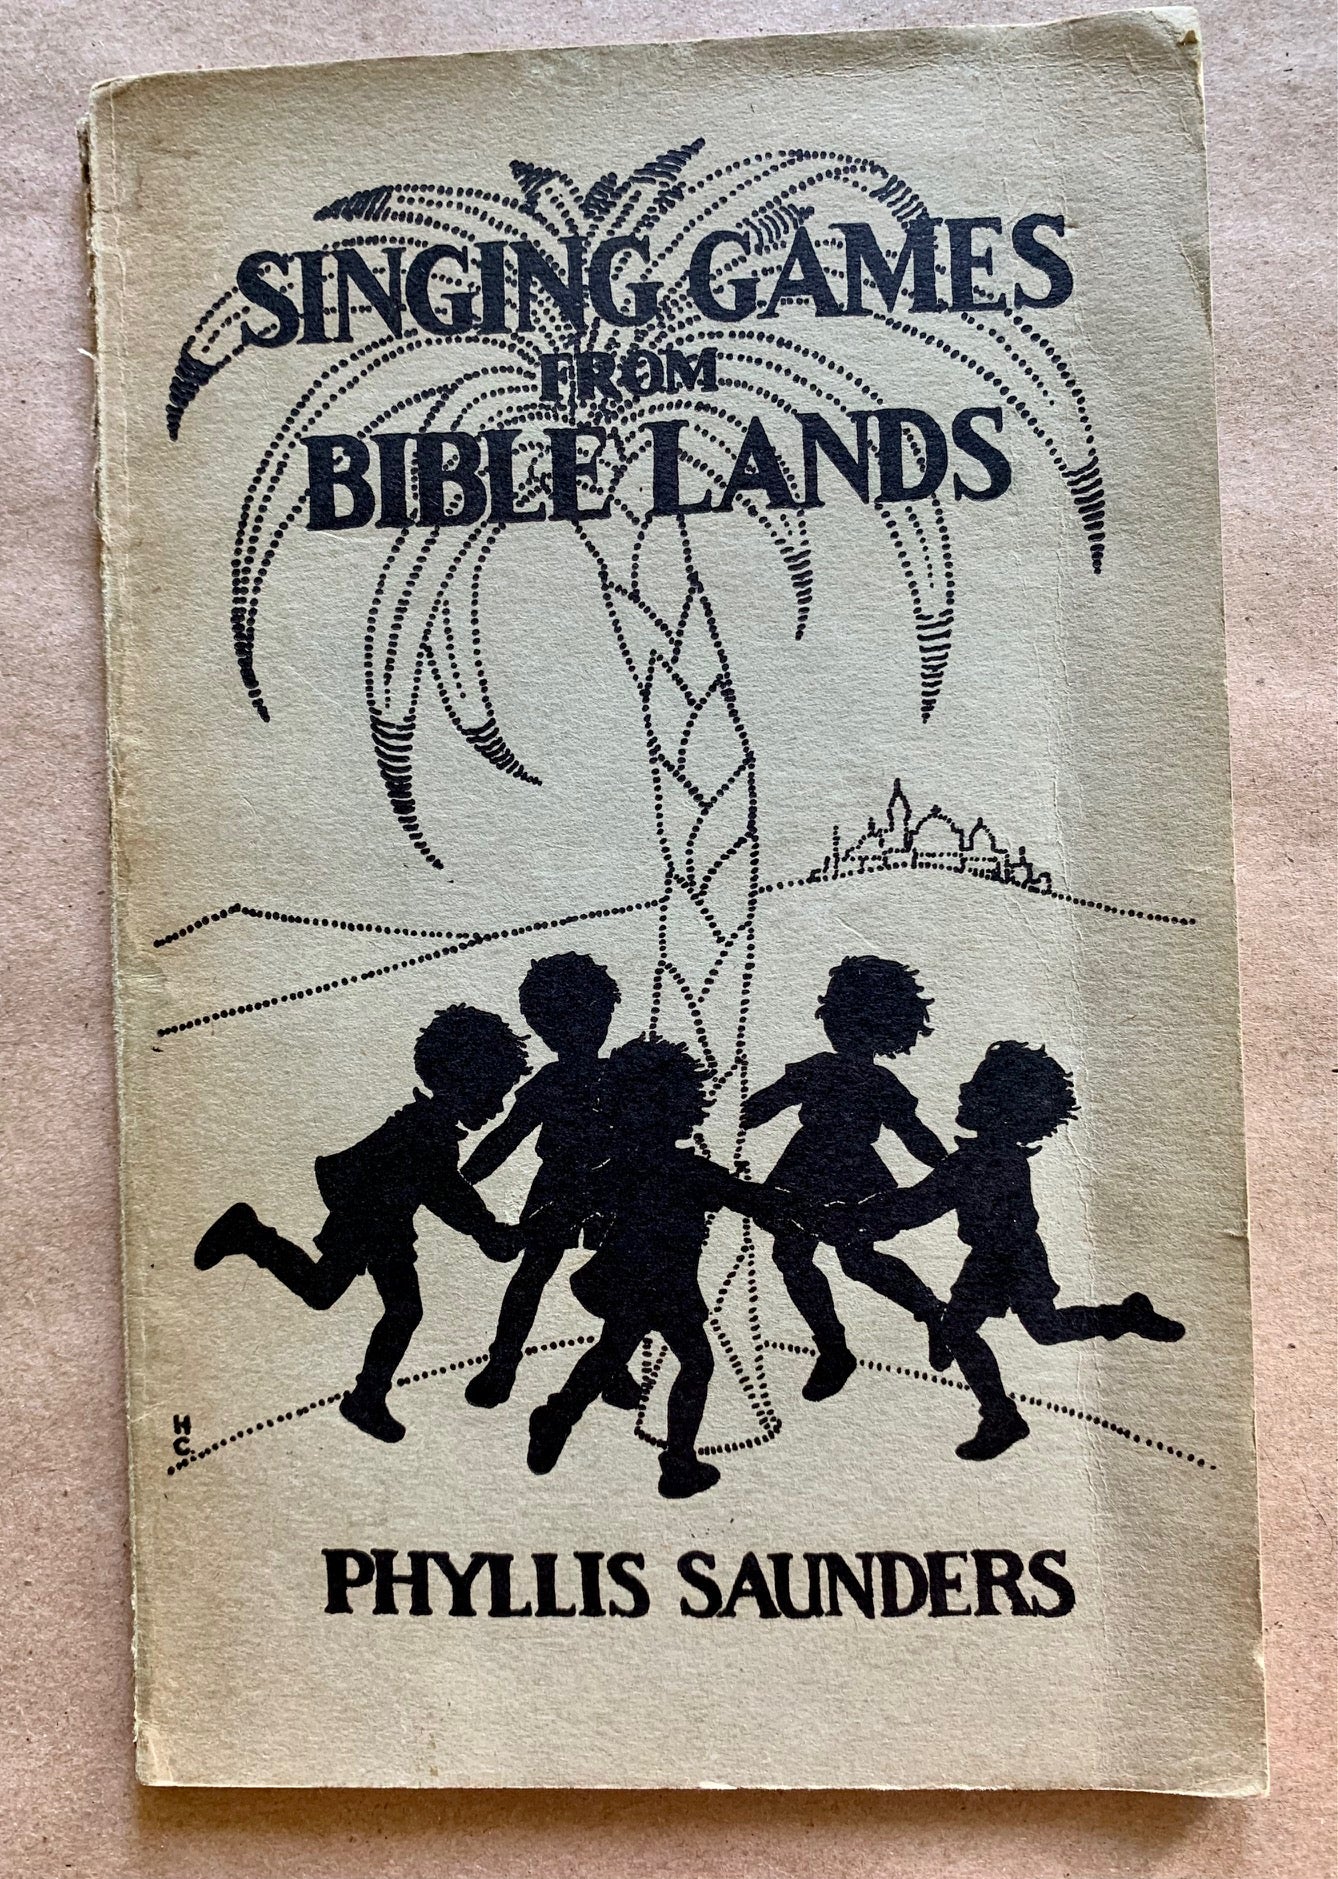 SINGING GAMES
FROM
BIBLE LANDS
H
C.
PHYLLIS SAUNDERS